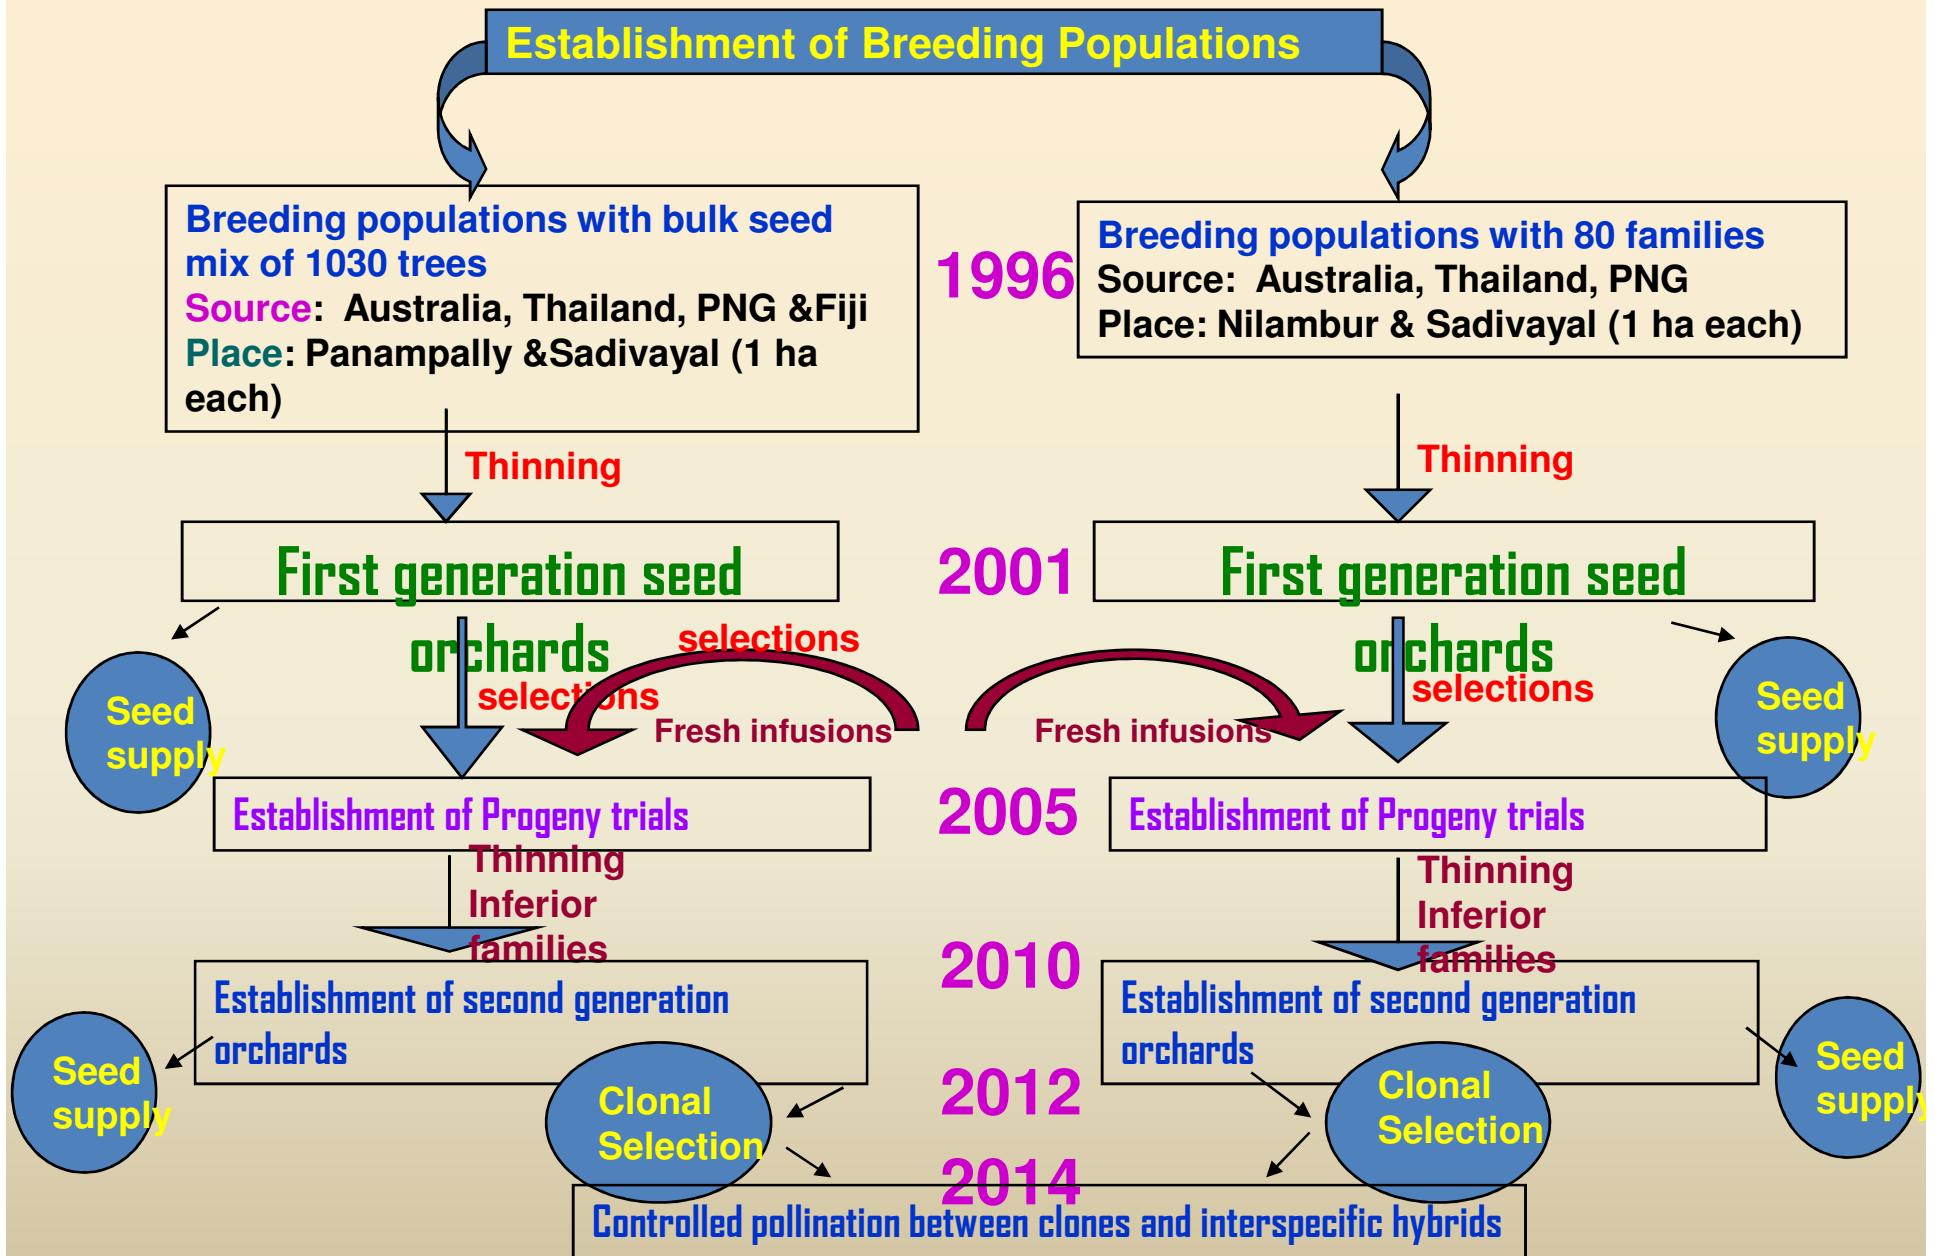 Establishment of Breeding Populations
Breeding populations with bulk seed
mix of 1030 trees
Source:  Australia, Thailand, PNG &Fiji
Place: Panampally &Sadivayal (1 ha
each)
1996
Breeding populations with 80 families
Source:  Australia, Thailand, PNG
Place: Nilambur & Sadivayal (1 ha each)
Thinning
Thinning
First generation seed
orchards
2001
First generation seed
orchards
selections
selections
selections
Fresh infusions
Fresh infusions
Seed
supply
Seed
supply
Establishment of Progeny trials
2005
Establishment of Progeny trials
Thinning
Inferior
families
Thinning
Inferior
families
2010
Establishment of second generation
orchards
Establishment of second generation
orchards
Seed
supply
2012
Seed
supply
Clonal
Selection
Clonal
Selection
2014
Controlled pollination between clones and interspecific hybrids